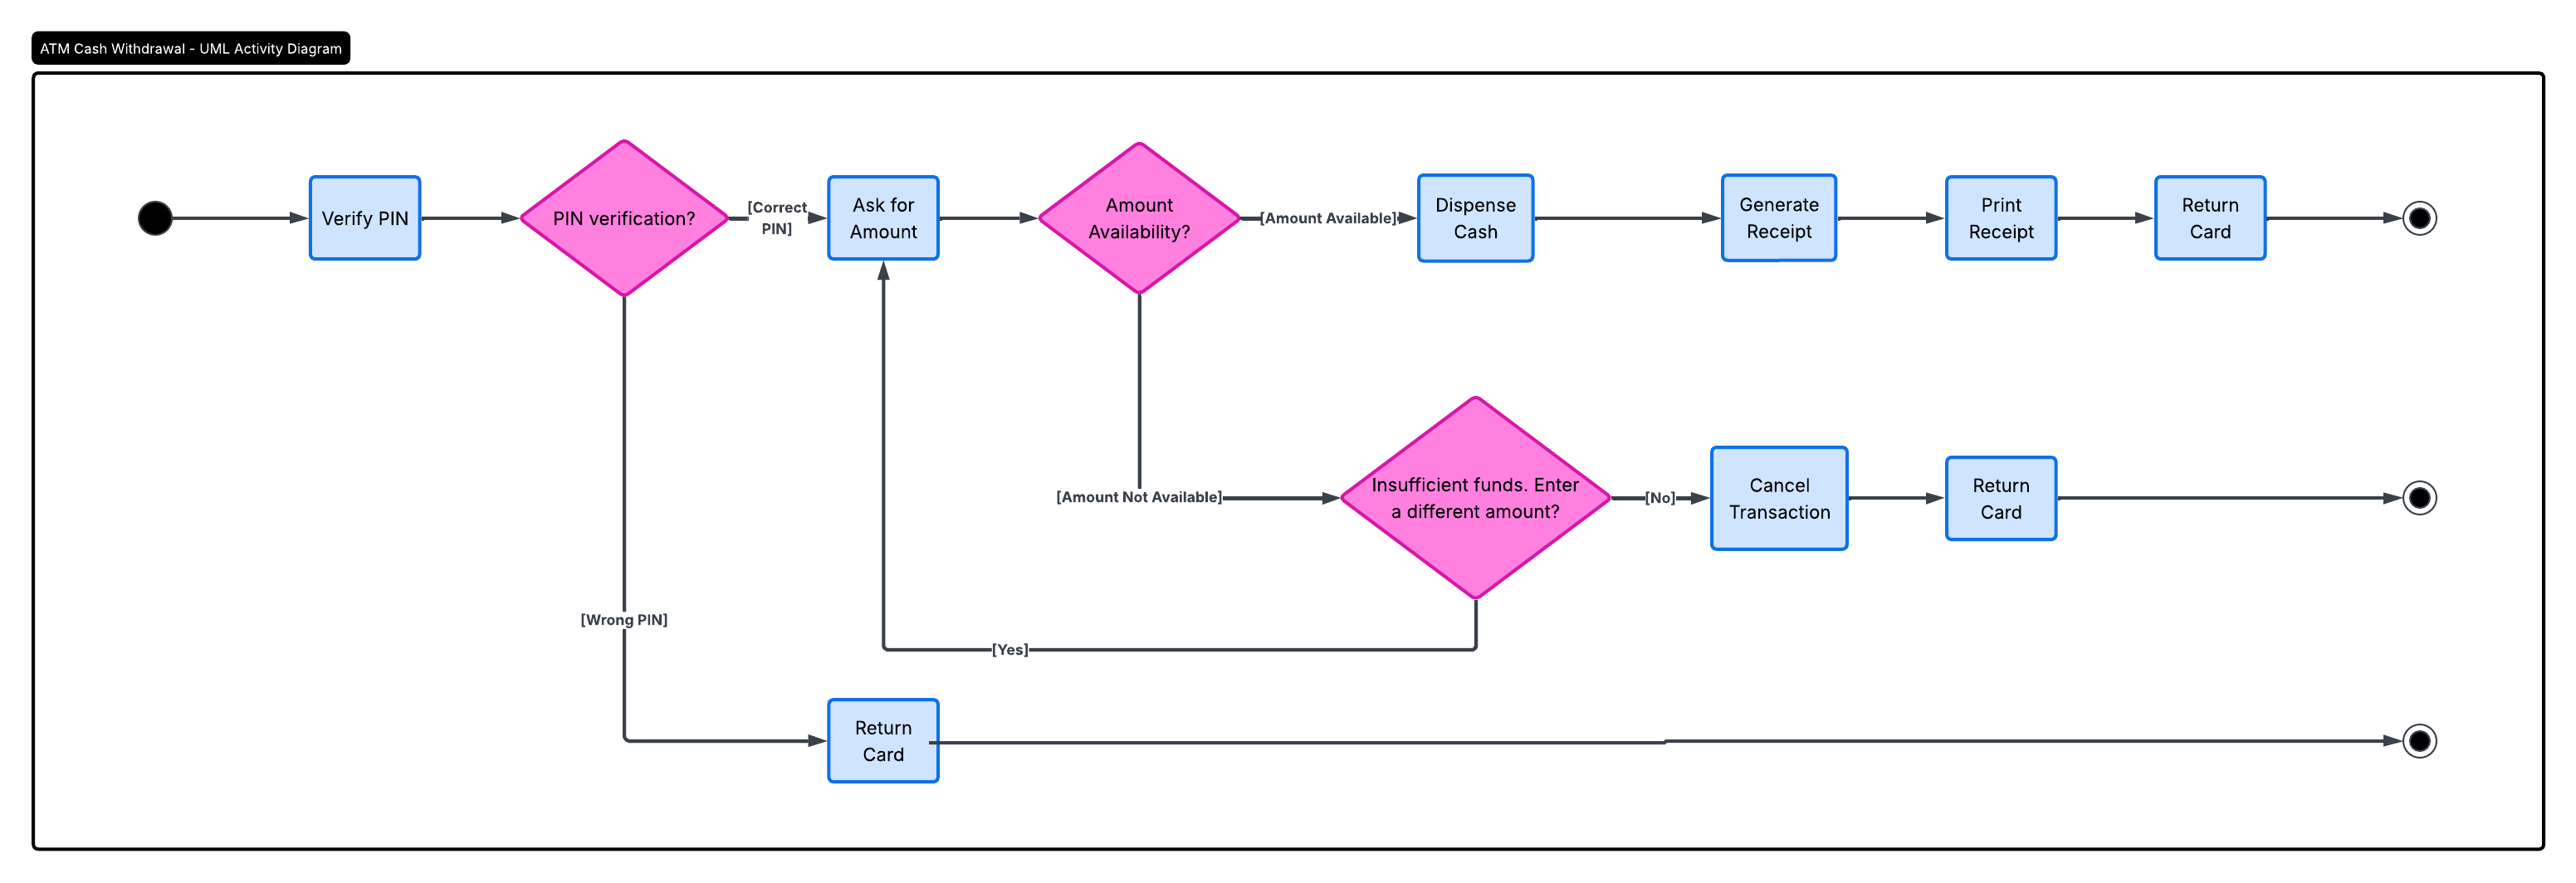 ATM Cash Withdrawal - UML Activity Diagram
Verify PIN
PIN verification?
[Correct
PIN]
Ask for
Amount
Amount
Availability?
[Amount Available]
Dispense
Cash
Generate
Receipt
Print
Receipt
Return
Card
[Amount Not Available]
Insufficient funds. Enter
a different amount?
[No]
Cancel
Transaction
Return
Card
[Wrong PIN]
[Yes]
Return
Card